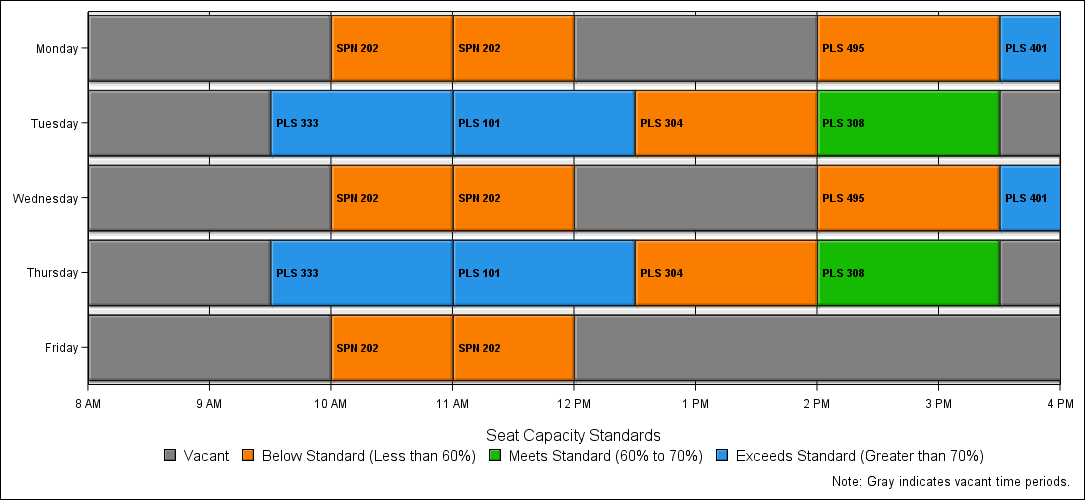 Monday SPN 202 SPN 202 PLS 495 PLS 401
Tuesday PLS 333 PLS 101 PLS 304 PLS 308
Wednesday SPN 202 SPN 202 PLS 495 PLS 401
Thursday PLS 333 PLS 101 PLS 304 PLS 308
Friday SPN 202 SPN 202
8 AM 9 AM 10 AM 11 AM 12 PM 1 PM 2 PM 3 PM 4 PM
Seat Capacity Standards
Vacant Below Standard (Less than 60%) Meets Standard (60% to 70%) Exceeds Standard (Greater than 70%)
Note: Gray indicates vacant time periods.